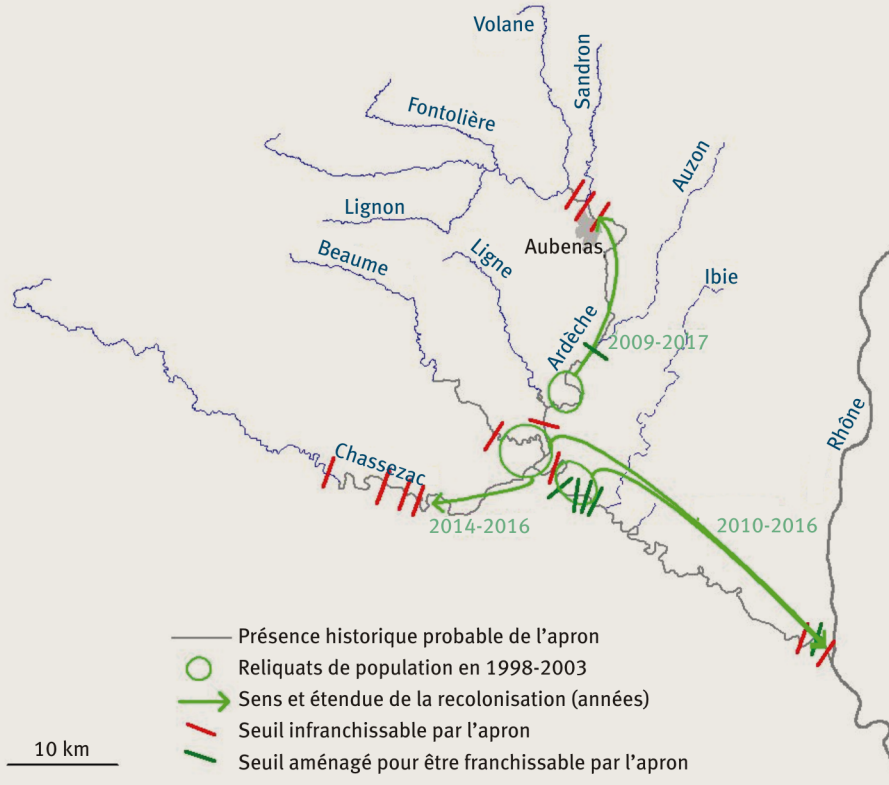 Volane
Sandron
Fontolière
Auzon
Lignon
Aubenas
Beaume
Ligne
Ibie
Ardèche
2009-2017
Rhône
Chassezac
2014-2016
2010-2016
Présence historique probable de l'apron
Reliquats de population en 1998-2003
Sens et étendue de la recolonisation (années)
Seuil infranchissable par l'apron
10 km
Seuil aménagé pour être franchissable par l'apron